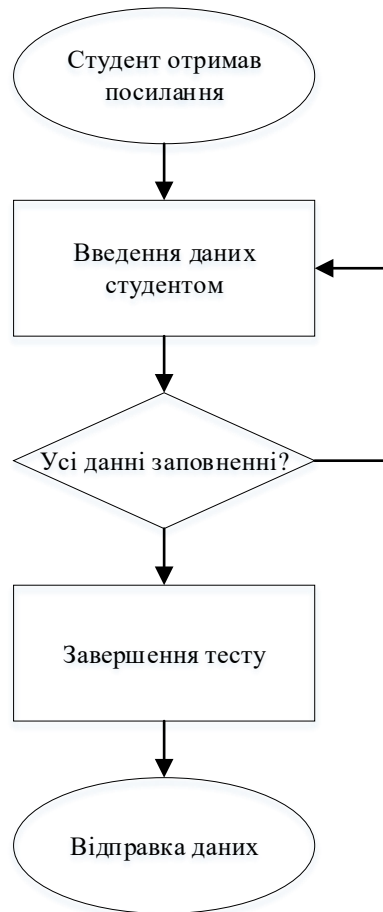 Студент отримав
посилання
Введення даних
студентом
Усі данні заповненні?
Завершення тесту
Відправка даних